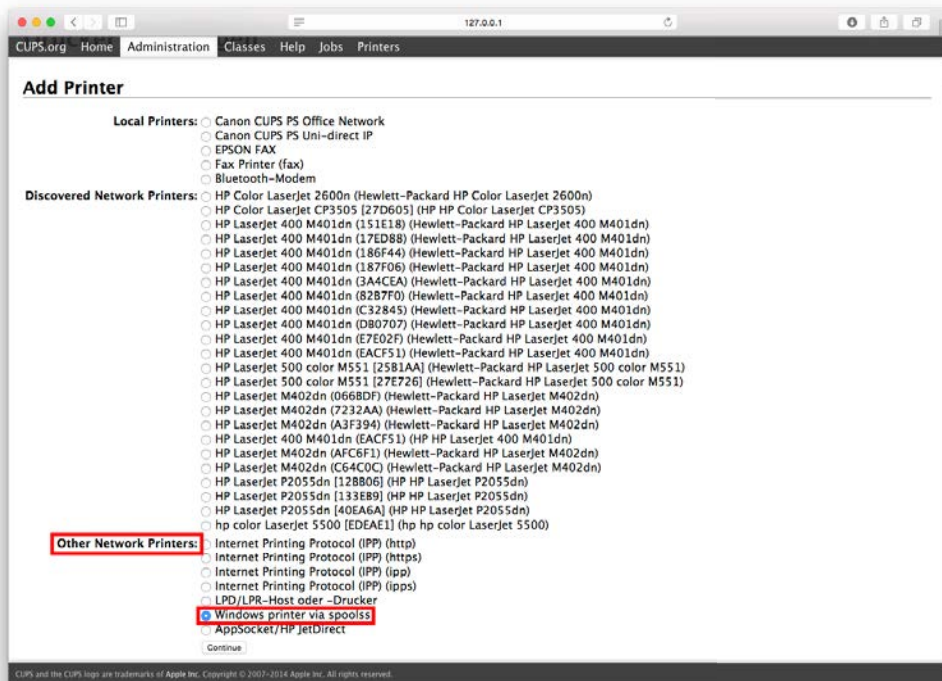 127.0.0.1
CUPS.org Home Administration Classes Help Jobs Printers
Add Printer
Local Printers: Canon CUPS PS Office Network
Canon CUPS PS Uni-direct IP
EPSON FAX
Fax Printer (fax)
Bluetooth-Modem
Discovered Network Printers: HP Color LaserJet 2600n (Hewlett-Packard HP Color LaserJet 2600n)
HP Color LaserJet CP3505 [27D605] (HP HP Color LaserJet CP3505)
HP LaserJet 400 M401dn (151E18) (Hewlett-Packard HP LaserJet 400 M401dn)
HP LaserJet 400 M401dn (17ED88) (Hewlett-Packard HP LaserJet 400 M401dn)
HP LaserJet 400 M401dn (186F44) (Hewlett-Packard HP LaserJet 400 M401dn)
HP LaserJet 400 M401dn (187F06) (Hewlett-Packard HP LaserJet 400 M401dn)
HP LaserJet 400 M401dn (3A4CEA) (Hewlett-Packard HP LaserJet 400 M401dn)
HP LaserJet 400 M401dn (82B7F0) (Hewlett-Packard HP LaserJet 400 M401dn)
HP LaserJet 400 M401dn (C32845) (Hewlett-Packard HP LaserJet 400 M401dn)
HP LaserJet 400 M401dn (DB0707) (Hewlett-Packard HP LaserJet 400 M401dn)
HP LaserJet 400 M401dn (E7E02F) (Hewlett-Packard HP LaserJet 400 M401dn)
HP LaserJet 400 M401dn (EACF51) (Hewlett-Packard HP LaserJet 400 M401dn)
HP LaserJet 500 color M551 [25B1AA] (Hewlett-Packard HP LaserJet 500 color M551)
HP LaserJet 500 color M551 [27E726] (Hewlett-Packard HP LaserJet 500 color M551)
HP LaserJet M402dn (066BDF) (Hewlett-Packard HP LaserJet M402dn)
HP LaserJet M402dn (7232AA) (Hewlett-Packard HP LaserJet M402dn)
HP LaserJet M402dn (A3F394) (Hewlett-Packard HP LaserJet M402dn)
HP LaserJet 400 M401dn (EACF51) (HP HP LaserJet 400 M401dn)
HP LaserJet M402dn (AFC6F1) (Hewlett-Packard HP LaserJet M402dn)
HP LaserJet M402dn (C64C0C) (Hewlett-Packard HP LaserJet M402dn)
HP LaserJet P2055dn [12BB06] (HP HP LaserJet P2055dn)
HP LaserJet P2055dn [133EB9] (HP HP LaserJet P2055dn)
HP LaserJet P2055dn [40EA6A] (HP HP LaserJet P2055dn)
hp color LaserJet 5500 [EDEAE1] (hp hp color LaserJet 5500)
Other Network Printers: Internet Printing Protocol (IPP) (http)
Internet Printing Protocol (IPP) (https)
Internet Printing Protocol (IPP) (ipp)
Internet Printing Protocol (IPP) (ipps)
LPD/LPR-Host oder -Drucker
Windows printer via spoolss
AppSocket/HP JetDirect
Continue
CUPS and the CUPS logo are trademarks of Apple Inc. Copyright © 2007-2014 Apple Inc. All rights reserved.